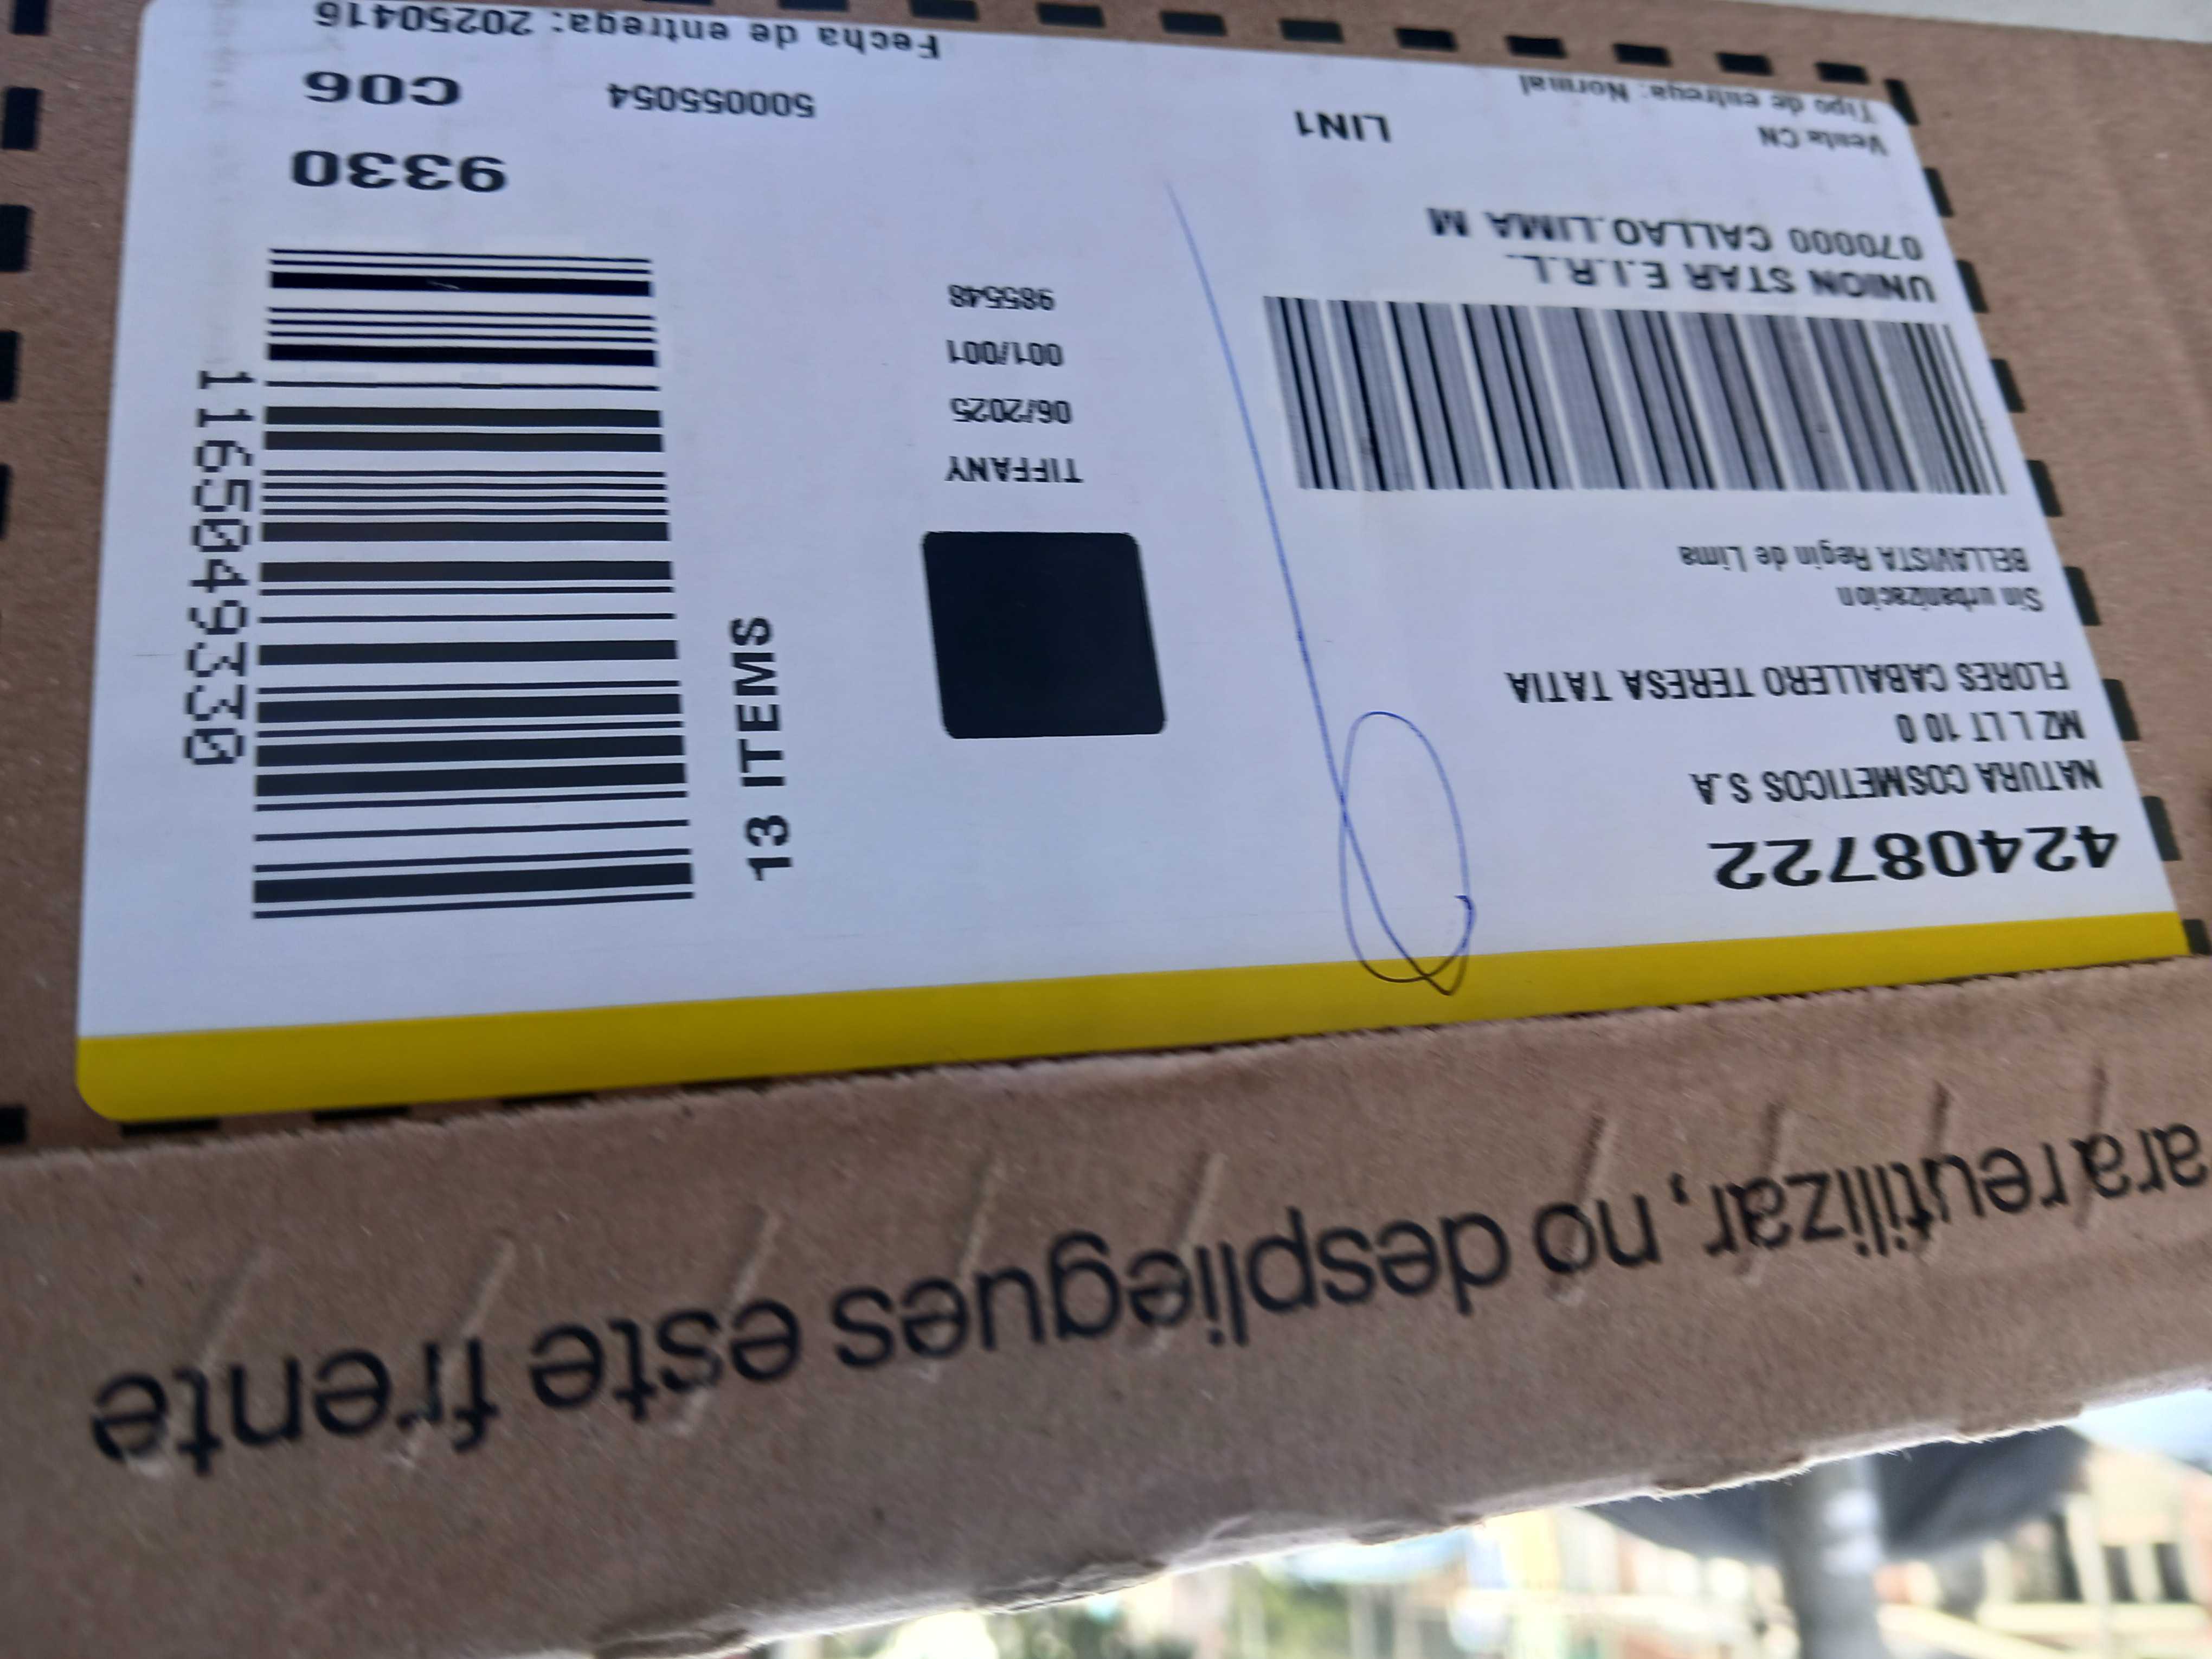 ara reutilizar, no despliegues este frente
42408722
NATURA COSMETICOS S.A
MZ L LT 10 0
FLORES CABALLERO TERESA TATIA
Sin urbanizacion
BELLAVISTA Regin de Lima
UNION STAR E.I.R.L.
070000 CALLAO.LIMA M
Venta CN
LIN1
Tipo de entrega: Normal
TIFFANY
06/2025
001/001
985548
13 ITEMS
1165049330
9330
500055054
C06
Fecha de entrega: 20250416